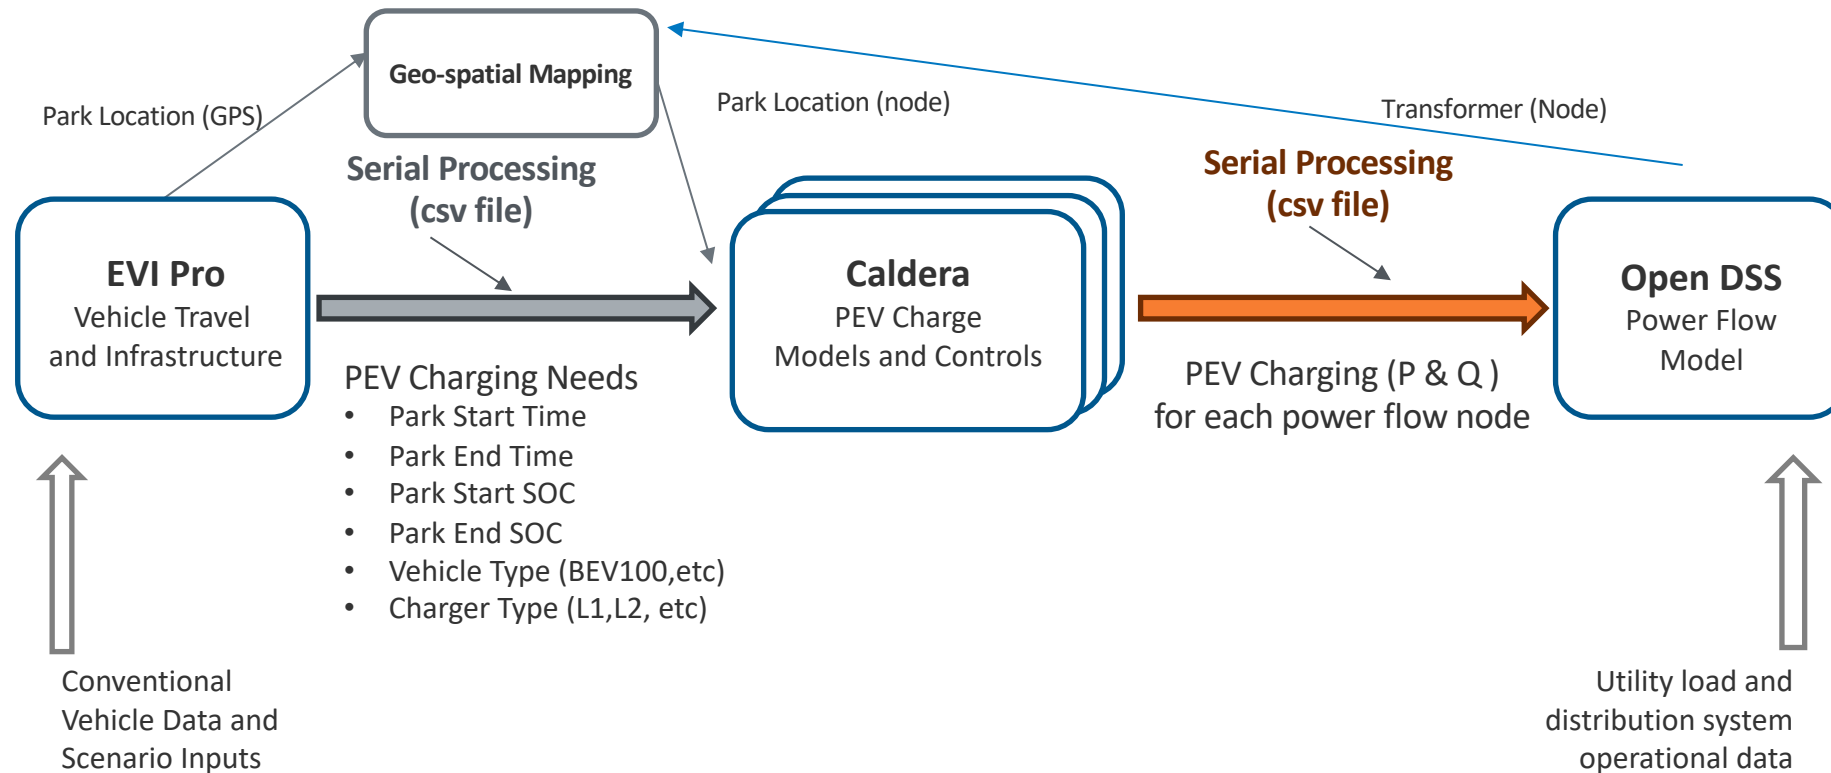 Geo-spatial Mapping
Park Location (GPS)
Park Location (node)
Transformer (Node)
Serial Processing
(csv file)
Serial Processing
(csv file)
EVI Pro
Vehicle Travel
and Infrastructure
Caldera
PEV Charge
Models and Controls
Open DSS
Power Flow
Model
PEV Charging Needs
• Park Start Time
• Park End Time
• Park Start SOC
• Park End SOC
• Vehicle Type (BEV100,etc)
• Charger Type (L1,L2, etc)
PEV Charging (P & Q )
for each power flow node
Conventional
Vehicle Data and
Scenario Inputs
Utility load and
distribution system
operational data